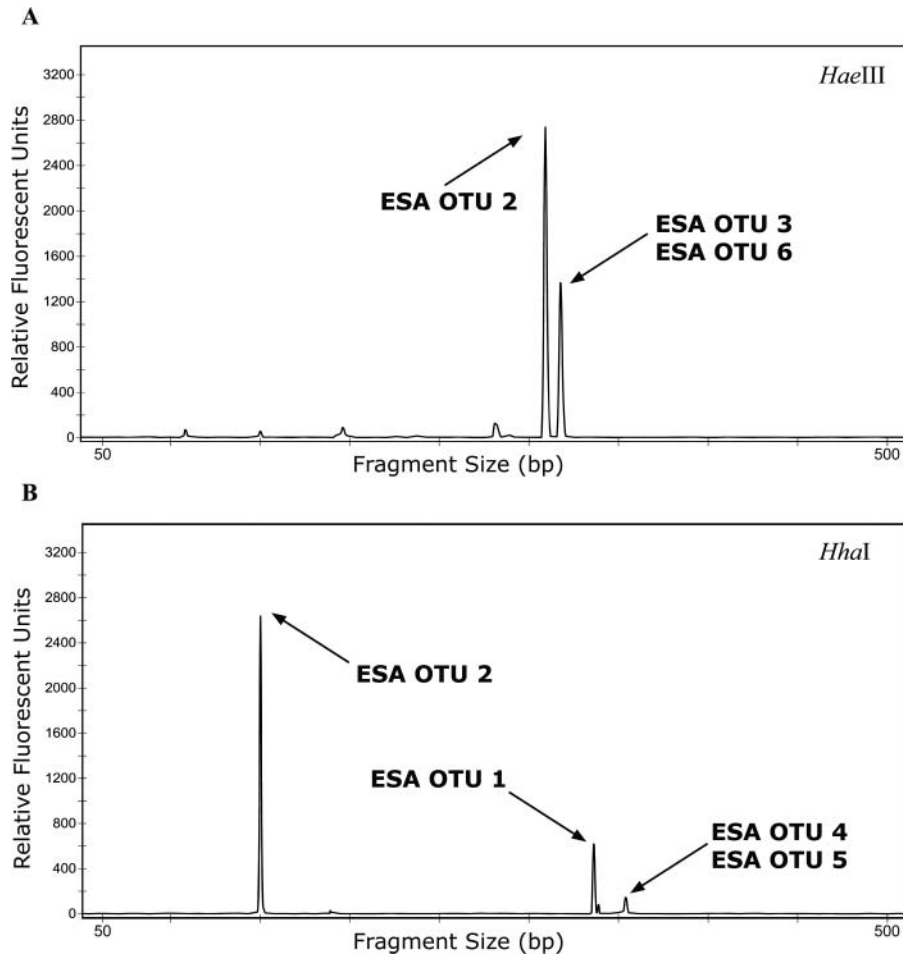 A
HaeIII
3200
2800
2400
2000
1600
1200
800
400
0
Relative Fluorescent Units
ESA OTU 2
ESA OTU 3
ESA OTU 6
50
500
Fragment Size (bp)
B
HhaI
3200
2800
2400
2000
1600
1200
800
400
0
Relative Fluorescent Units
ESA OTU 2
ESA OTU 1
ESA OTU 4
ESA OTU 5
50
500
Fragment Size (bp)